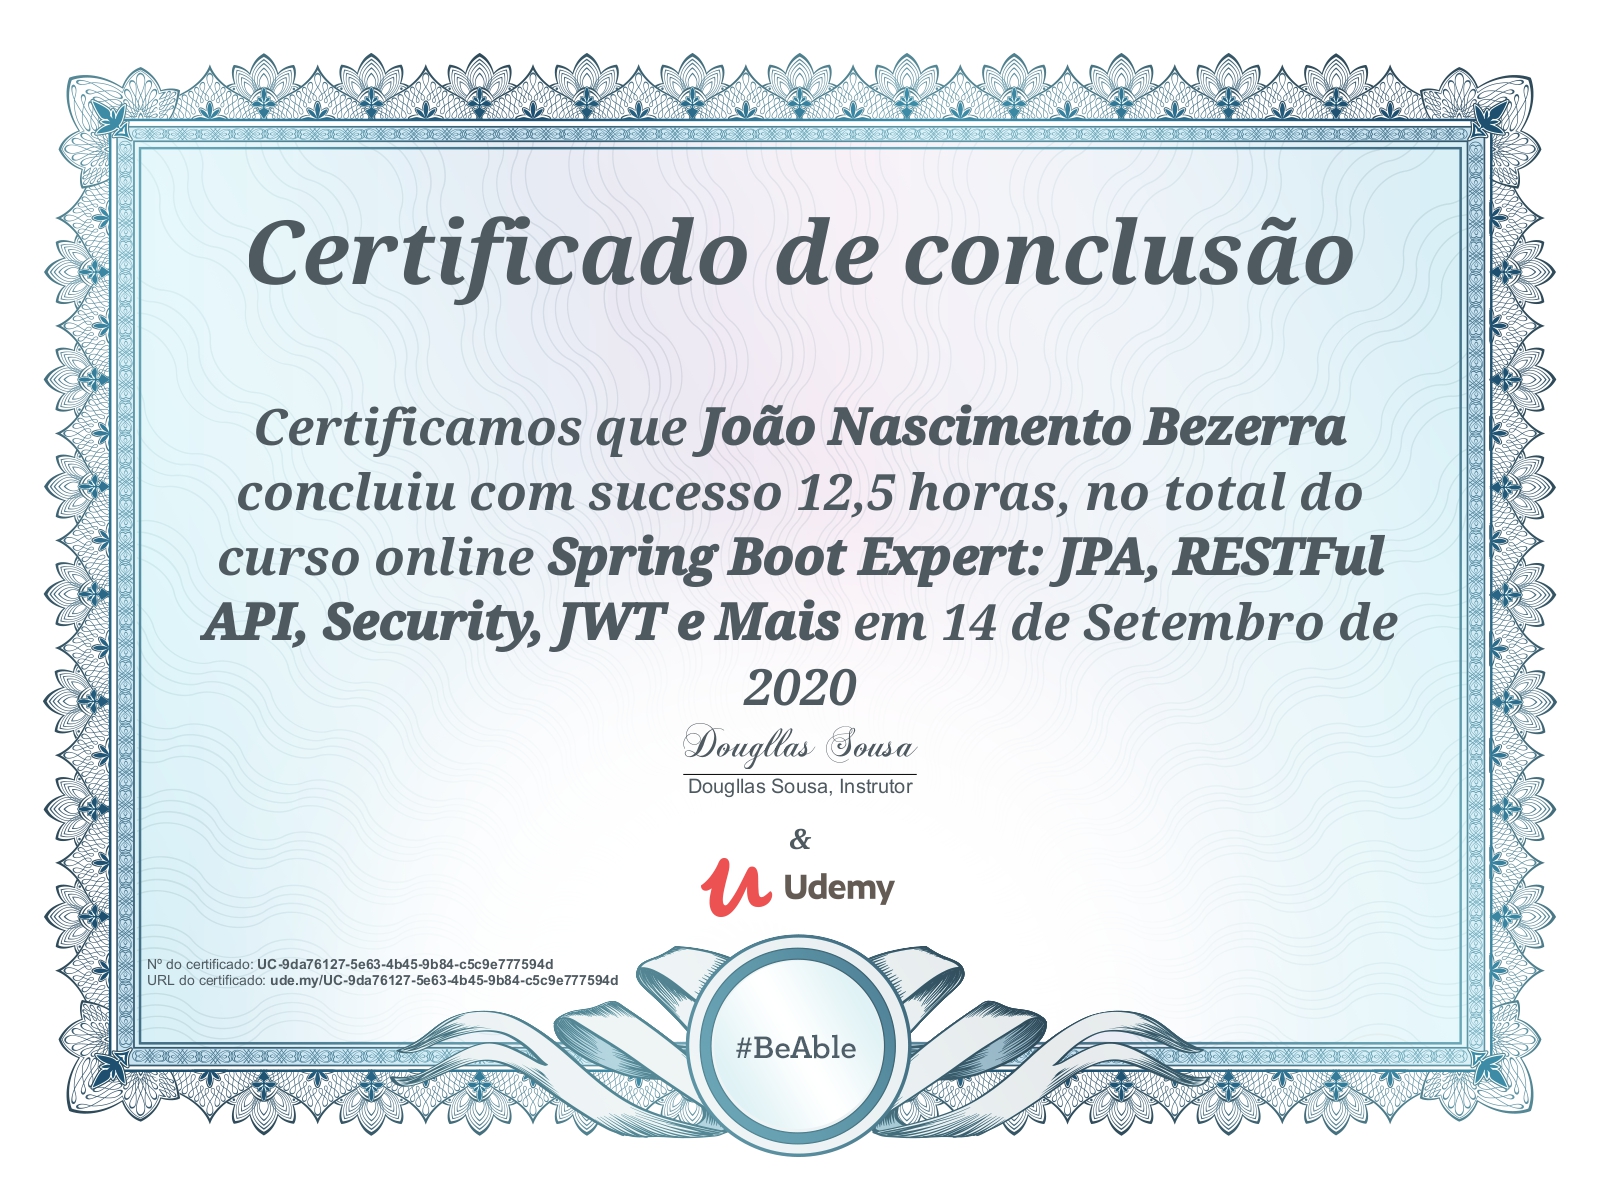 Certificado de conclusão
Certificamos que João Nascimento Bezerra
concluiu com sucesso 12,5 horas, no total do
curso online Spring Boot Expert: JPA, RESTFul
API, Security, JWT e Mais em 14 de Setembro de
2020
Dougllas Sousa
Dougllas Sousa, Instrutor
&
Udemy
Nº do certificado: UC-9da76127-5e63-4b45-9b84-c5c9e777594d
URL do certificado: ude.my/UC-9da76127-5e63-4b45-9b84-c5c9e777594d
#BeAble